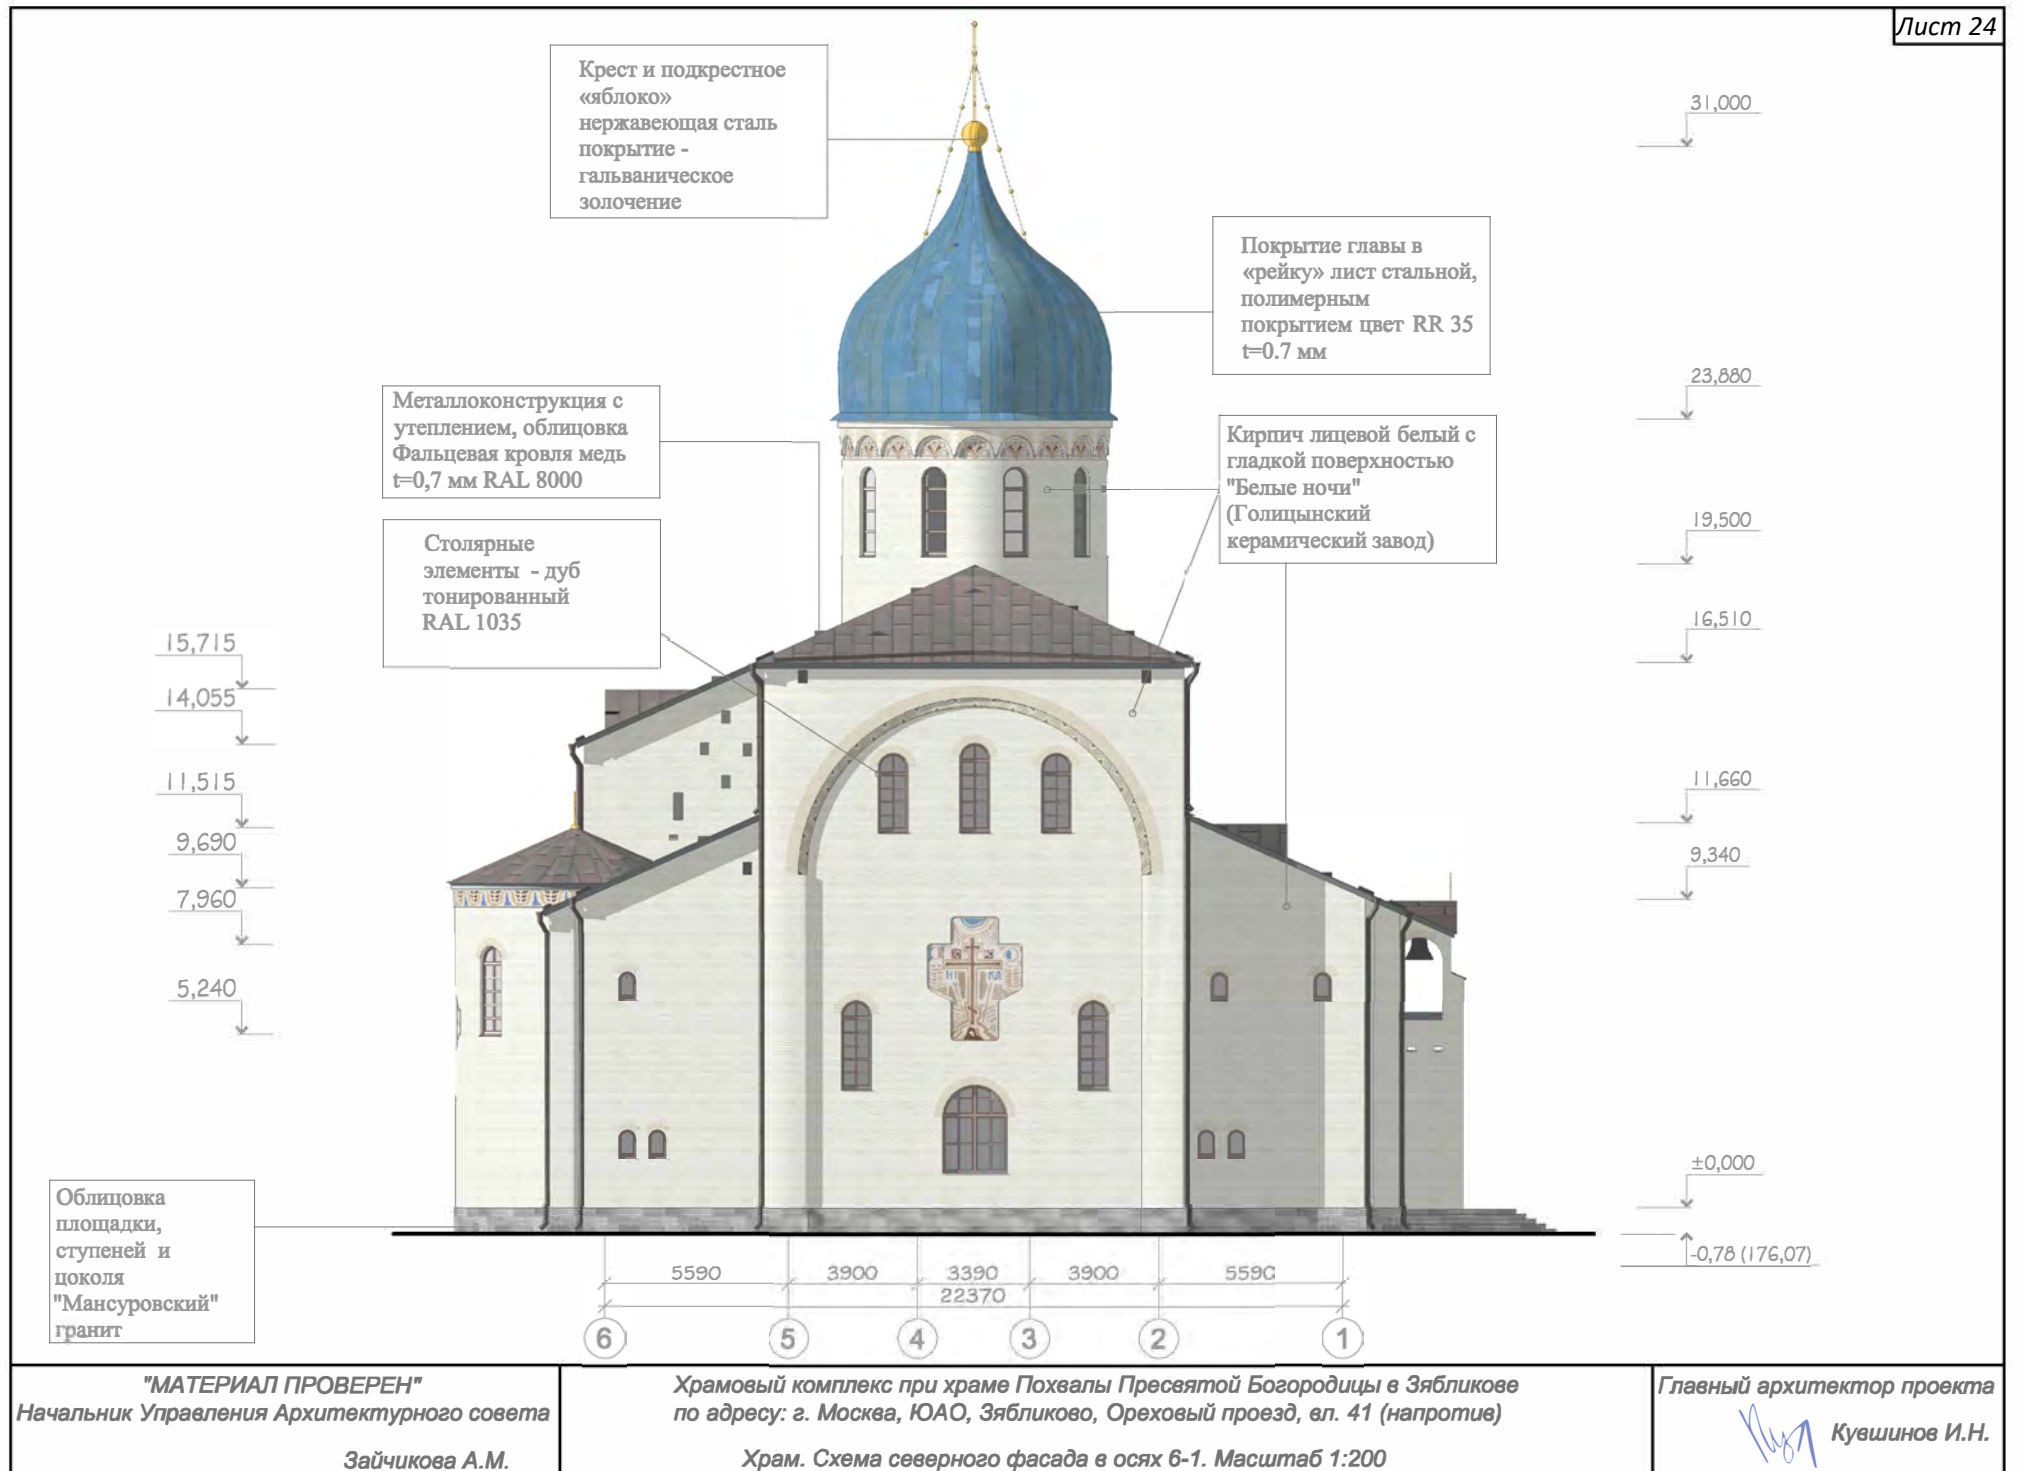 Лист 24
Крест и подкрестное
«яблоко»
нержавеющая сталь
покрытие -
гальваническое
золочение
31,000
Покрытие главы в
«рейку» лист стальной,
полимерным
покрытием цвет RR 35
t=0.7 мм
23,880
Металлоконструкция с
утеплением, облицовка
Фальцевая кровля медь
t=0,7 мм RAL 8000
Кирпич лицевой белый с
гладкой поверхностью
"Белые ночи"
(Голицынский
керамический завод)
19,500
Столярные
элементы - дуб
тонированный
RAL 1035
16,510
15,715
14,055
11,515
9,690
7,960
5,240
11,660
9,340
НІ КА
±0,000
-0,78 (176,07)
Облицовка
площадки,
ступеней и
цоколя
"Мансуровский"
гранит
5590 3900 3390 3900 5590
22370
6 5 4 3 2 1
"МАТЕРИАЛ ПРОВЕРЕН"
Начальник Управления Архитектурного совета
Зайчикова А.М.
Храмовый комплекс при храме Похвалы Пресвятой Богородицы в Зябликове
по адресу: г. Москва, ЮАО, Зябликово, Ореховый проезд, вл. 41 (напротив)
Храм. Схема северного фасада в осях 6-1. Масштаб 1:200
Главный архитектор проекта
Кувшинов И.Н.